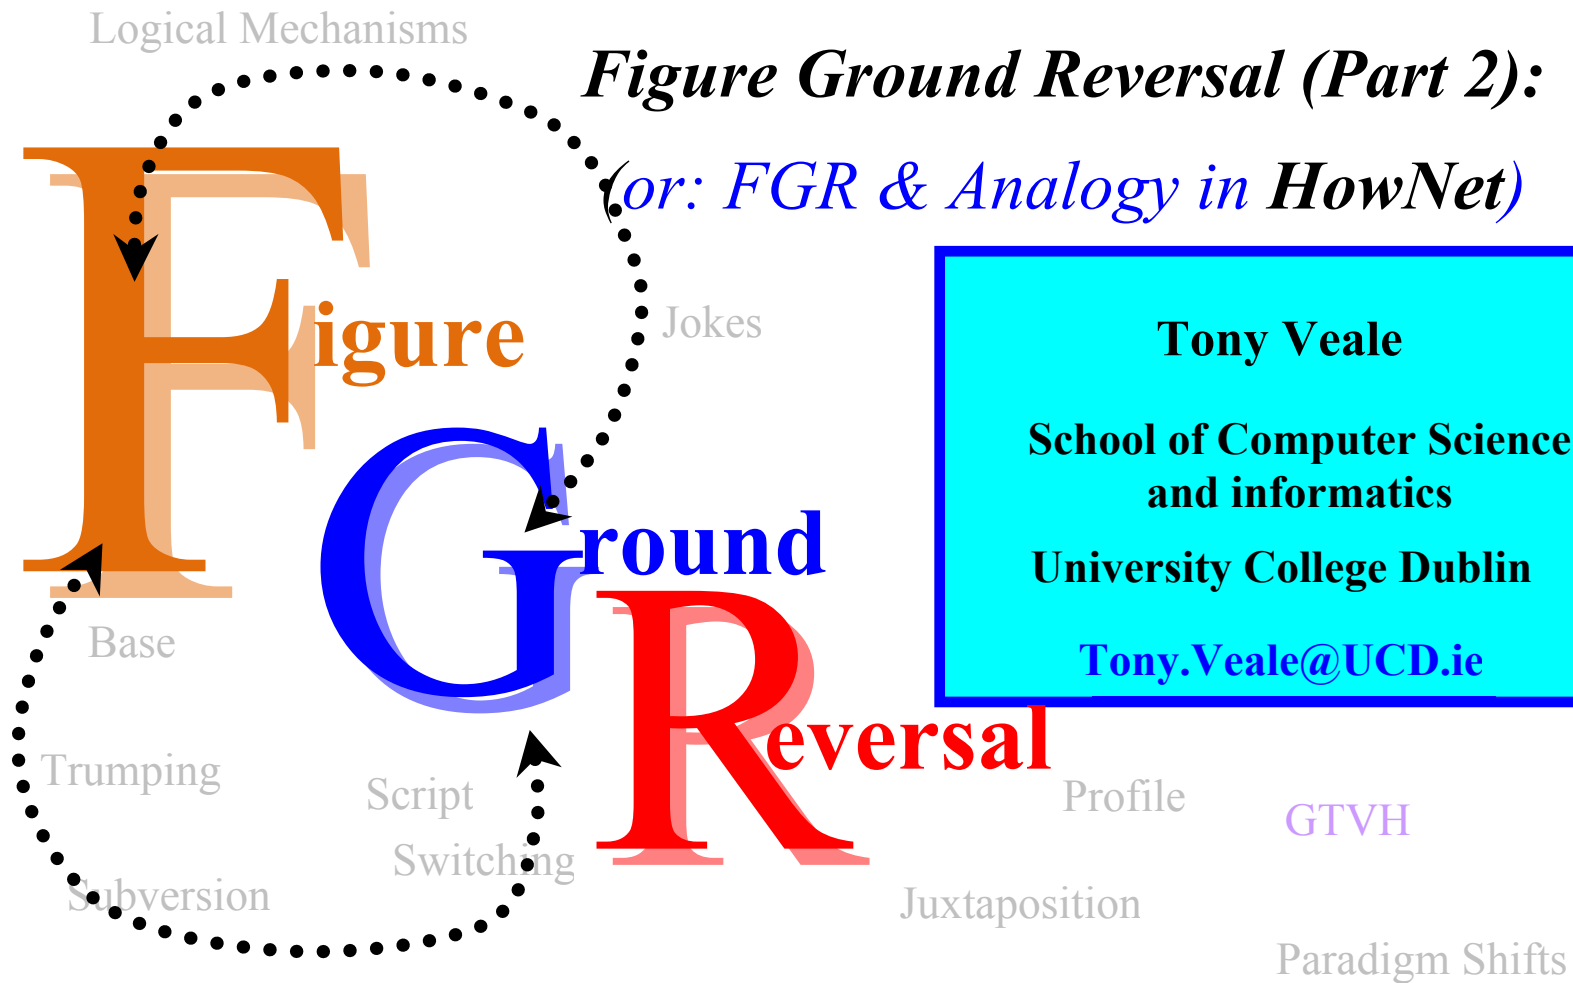 Logical Mechanisms
Figure Ground Reversal (Part 2):
(or: FGR & Analogy in HowNet)
Figure
Jokes
Tony Veale
School of Computer Science
and informatics
University College Dublin
Tony.Veale@UCD.ie
Ground
Base
Reversal
Trumping
Script
Switching
Profile
GTVH
Subversion
Juxtaposition
Paradigm Shifts